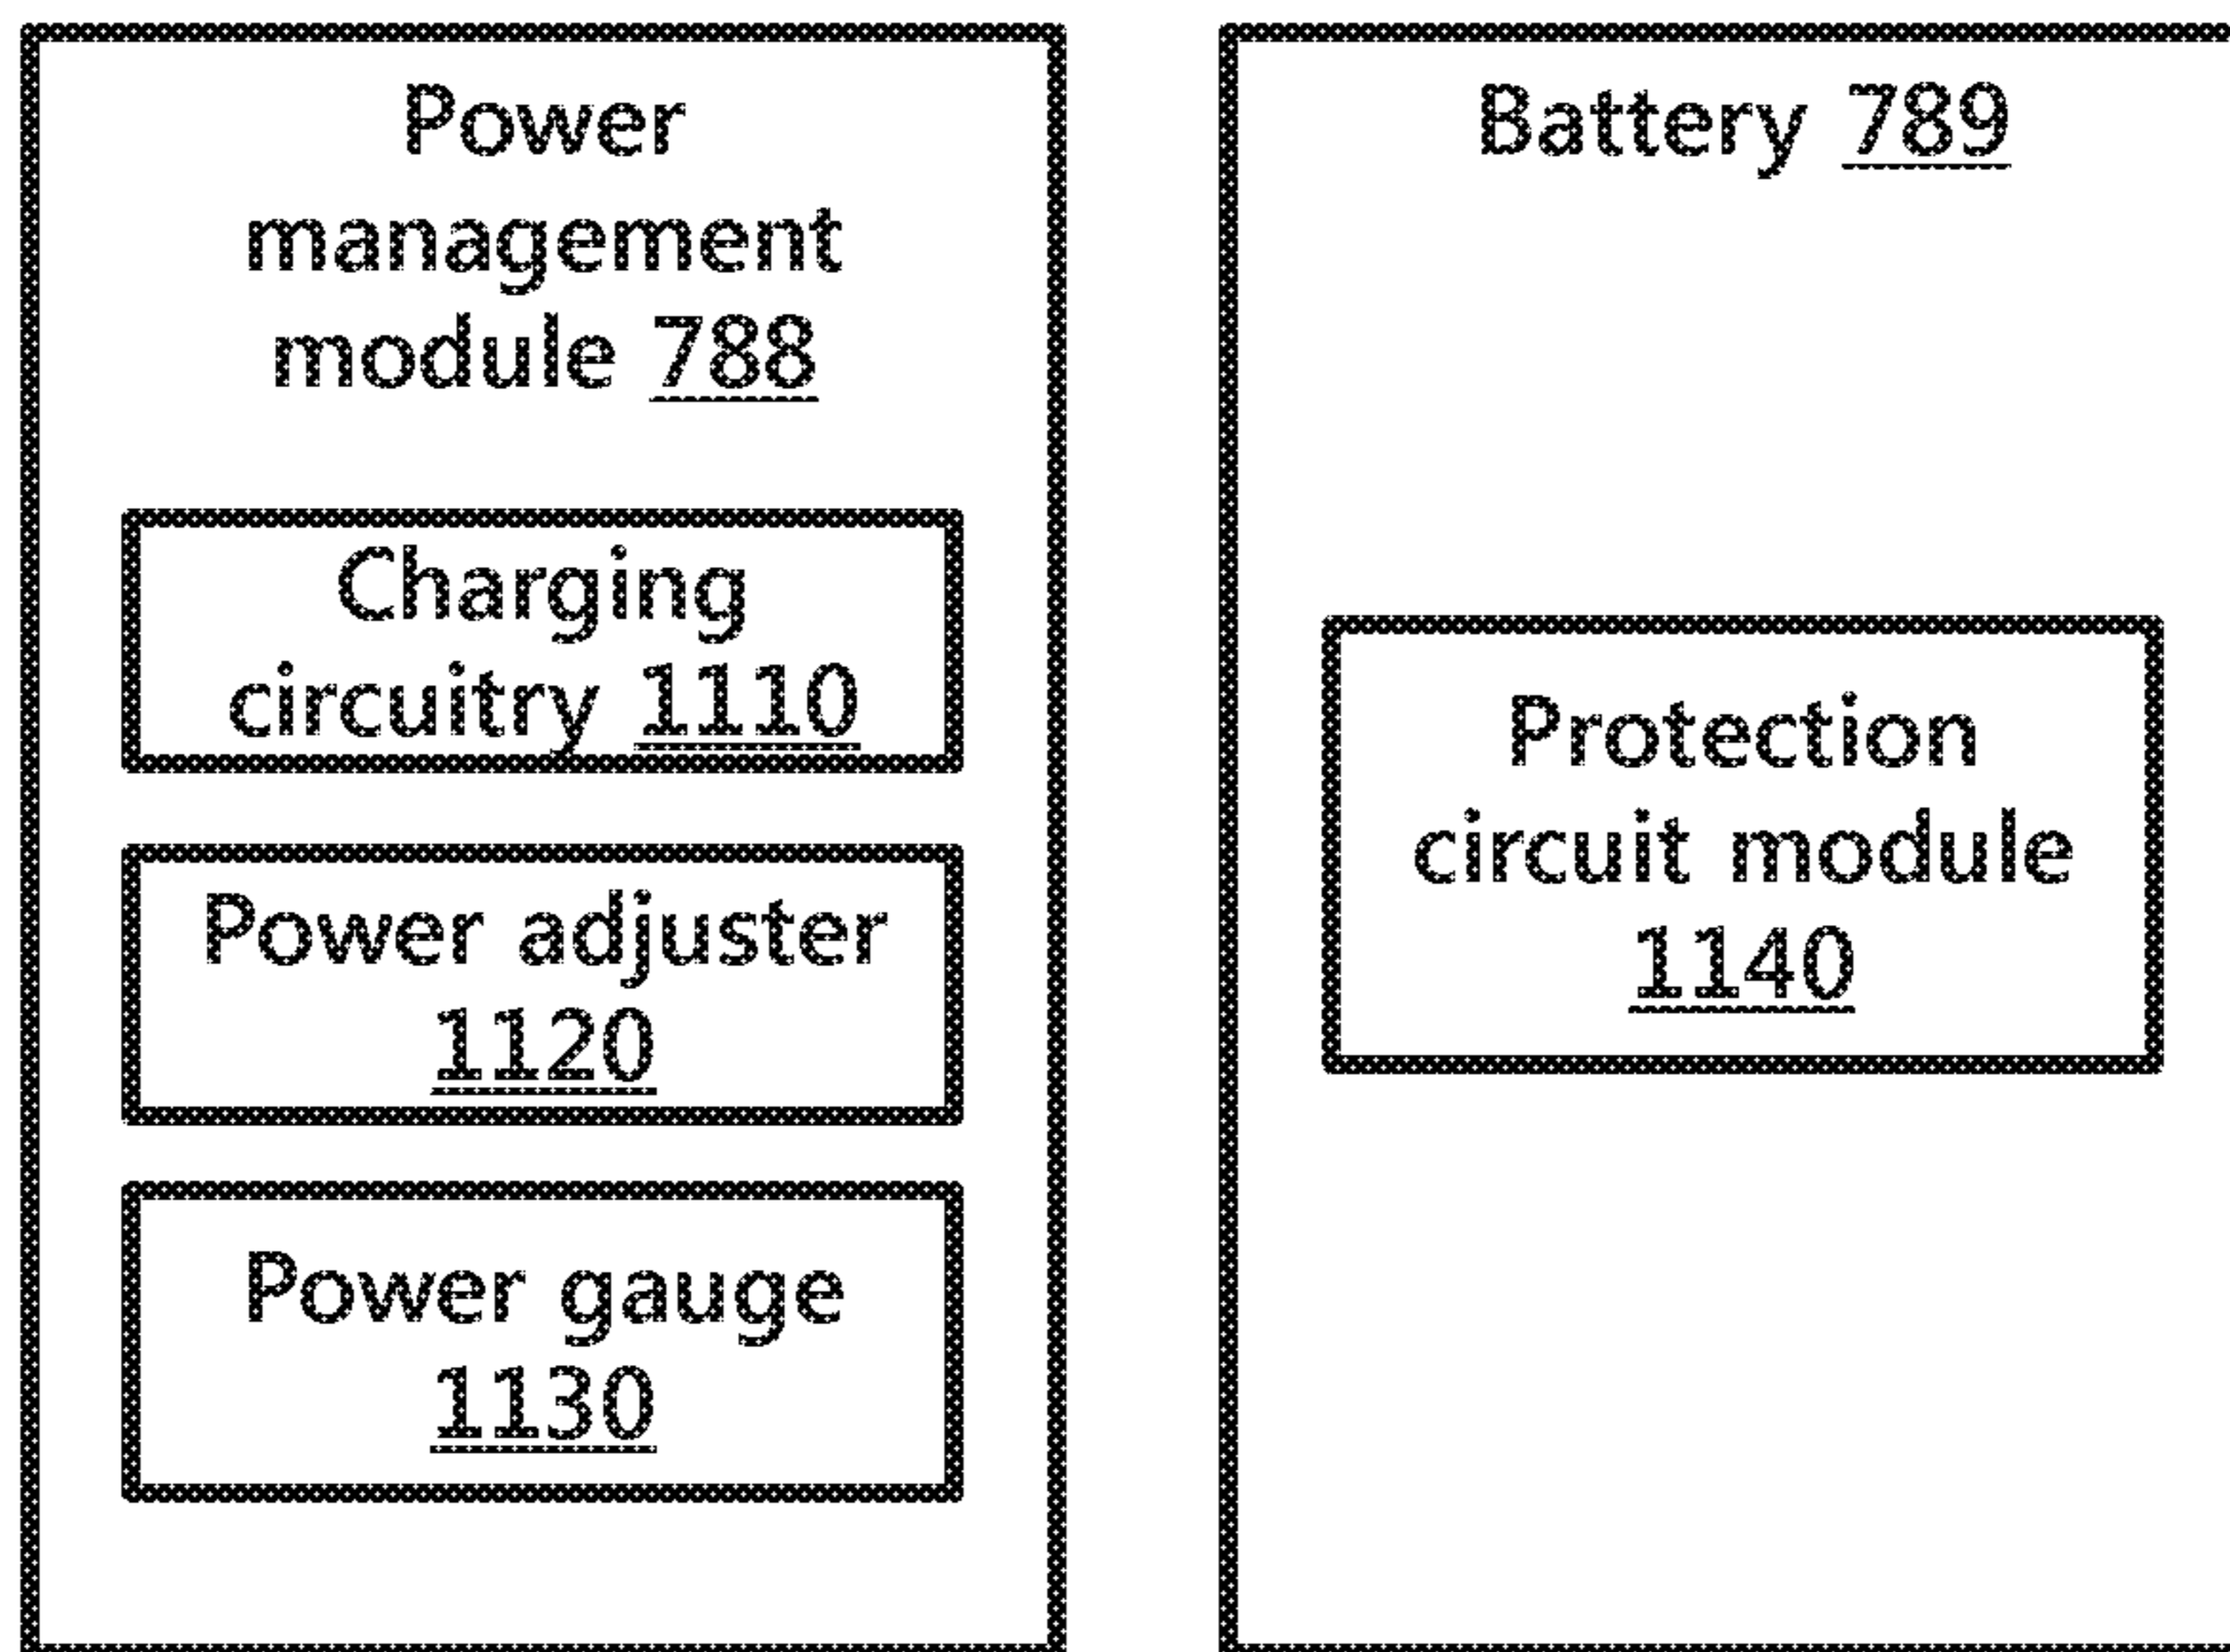 Power
management
module 788
Charging
circuitry 1110
Power adjuster
1120
Power gauge
1130
Battery 789
Protection
circuit module
1140